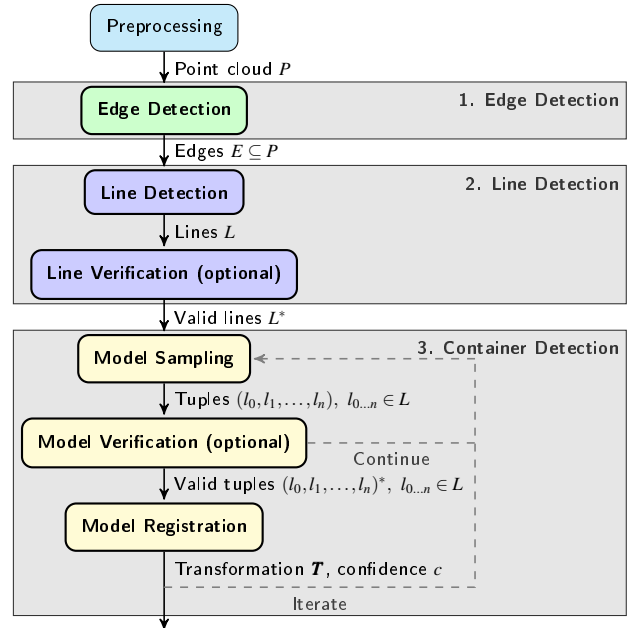 Preprocessing
Point cloud P
1. Edge Detection
Edge Detection
Edges E ⊆ P
2. Line Detection
Line Detection
Lines L
Line Verification (optional)
Valid lines L*
3. Container Detection
Model Sampling
Tuples (l₀,l₁,…,lₙ), l₀…ₙ ∈ L
Model Verification (optional)
Continue
Valid tuples (l₀,l₁,…,lₙ)*, l₀…ₙ ∈ L
Model Registration
Transformation T, confidence c
Iterate